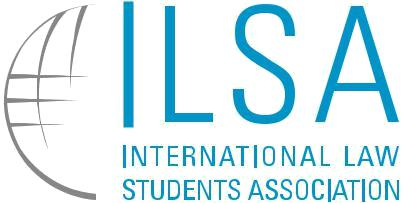 ILSA
INTERNATIONAL LAW
STUDENTS ASSOCIATION